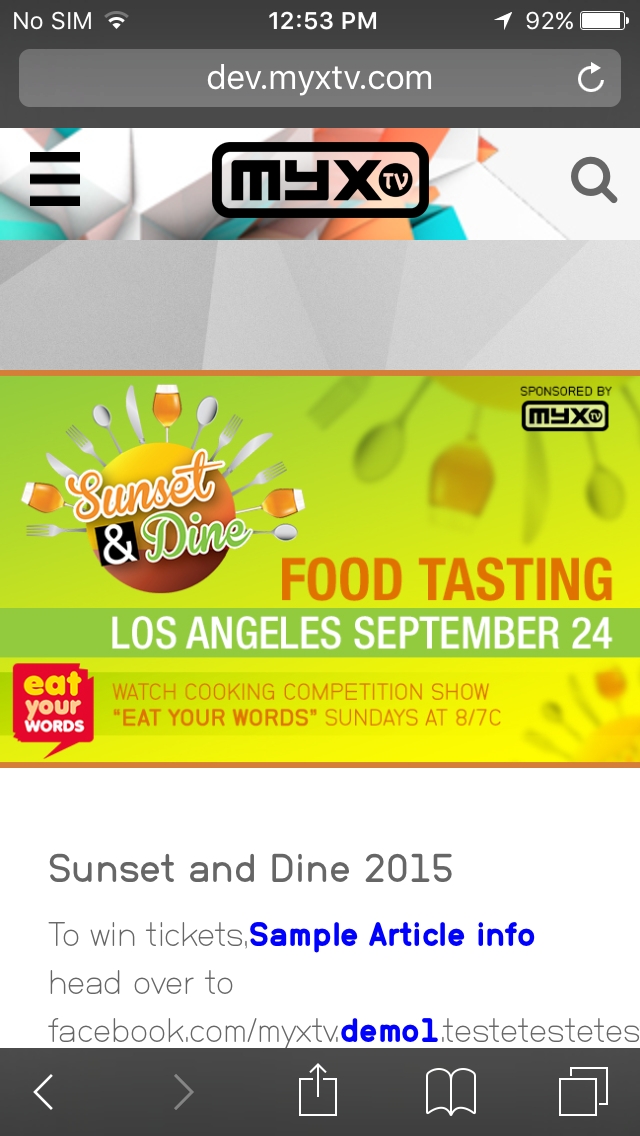 No SIM 12:53 PM 92%
dev.myxtv.com
MYX TV
SPONSORED BY
MYX TV
Sunset
& Dine
FOOD TASTING
LOS ANGELES SEPTEMBER 24
eat
your
WORDS
WATCH COOKING COMPETITION SHOW
“EAT YOUR WORDS” SUNDAYS AT 8/7C
Sunset and Dine 2015
To win tickets,Sample Article info
head over to
facebook.com/myxtv.demo1.testetestetes